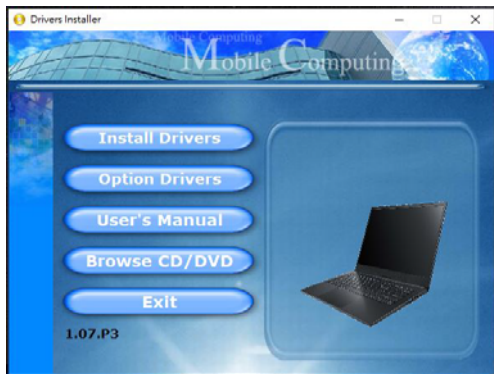 Drivers Installer
Mobile Computing
Mobile Computing
Install Drivers
Option Drivers
User's Manual
Browse CD/DVD
Exit
1.07.P3